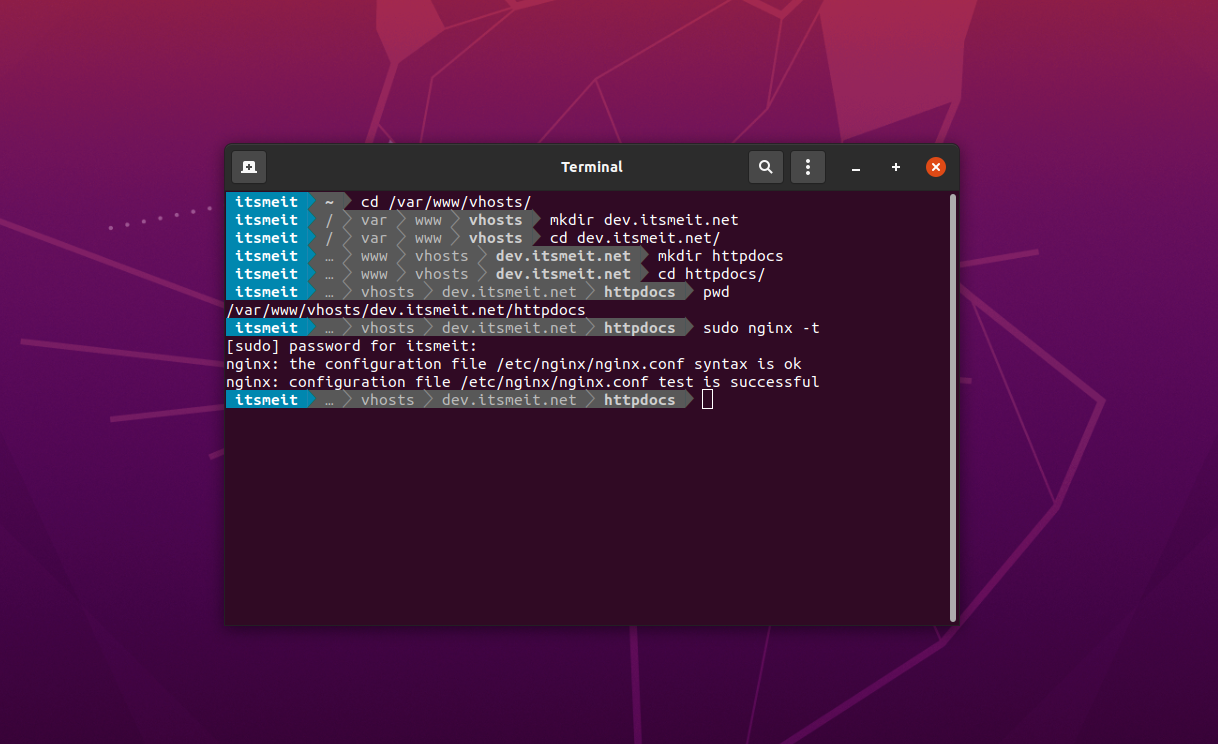 Terminal
itsmeit ~ cd /var/www/vhosts/
itsmeit / var www vhosts mkdir dev.itsmeit.net
itsmeit / var www vhosts cd dev.itsmeit.net/
itsmeit … www vhosts dev.itsmeit.net mkdir httpdocs
itsmeit … www vhosts dev.itsmeit.net cd httpdocs/
itsmeit … vhosts dev.itsmeit.net httpdocs pwd
/var/www/vhosts/dev.itsmeit.net/httpdocs
itsmeit … vhosts dev.itsmeit.net httpdocs sudo nginx -t
[sudo] password for itsmeit:
nginx: the configuration file /etc/nginx/nginx.conf syntax is ok
nginx: configuration file /etc/nginx/nginx.conf test is successful
itsmeit … vhosts dev.itsmeit.net httpdocs